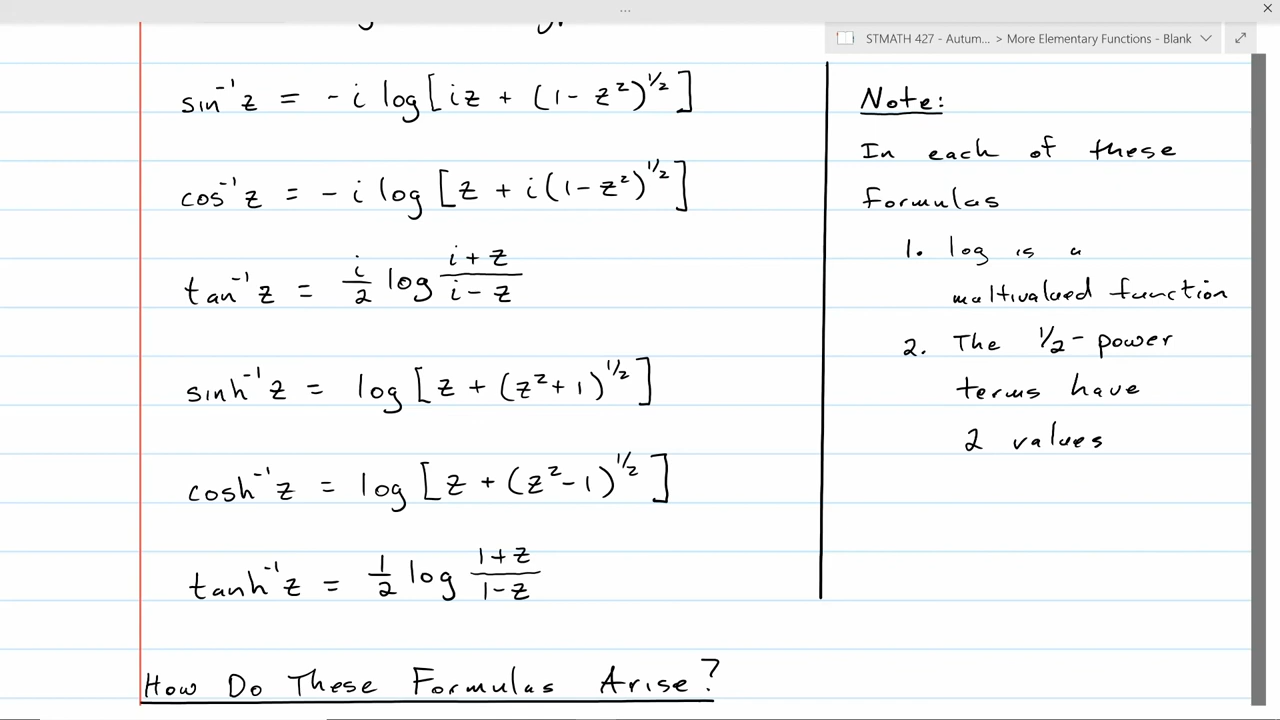 ...
STMATH 427 - Autum... > More Elementary Functions - Blank
sin⁻¹z = - i log[iz + (1 - z²)^1/2]
cos⁻¹z = - i log[z + i(1 - z²)^1/2]
tan⁻¹z = i/2 log (i + z)/(i - z)
sinh⁻¹z = log[z + (z² + 1)^1/2]
cosh⁻¹z = log[z + (z² - 1)^1/2]
tanh⁻¹z = 1/2 log (1 + z)/(1 - z)
How Do These Formulas Arise?
Note:
In each of these
formulas
1. log is a
multivalued function
2. The 1/2-power
terms have
2 values